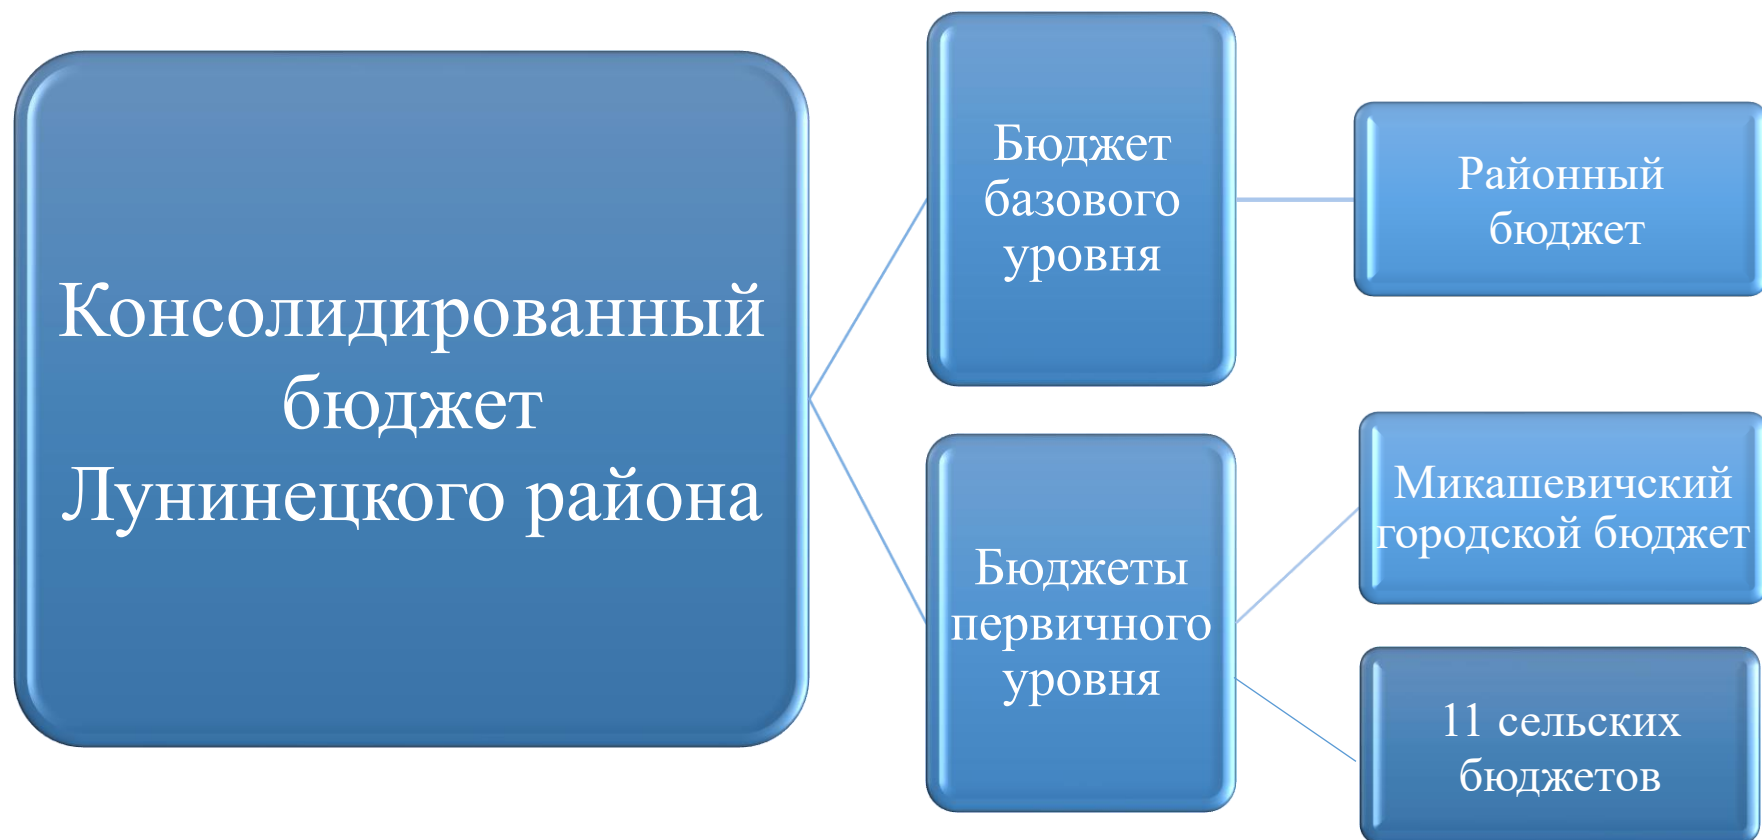 Консолидированный
бюджет
Лунинецкого района
Бюджет
базового
уровня
Районный
бюджет
Бюджеты
первичного
уровня
Микашевичский
городской бюджет
11 сельских
бюджетов